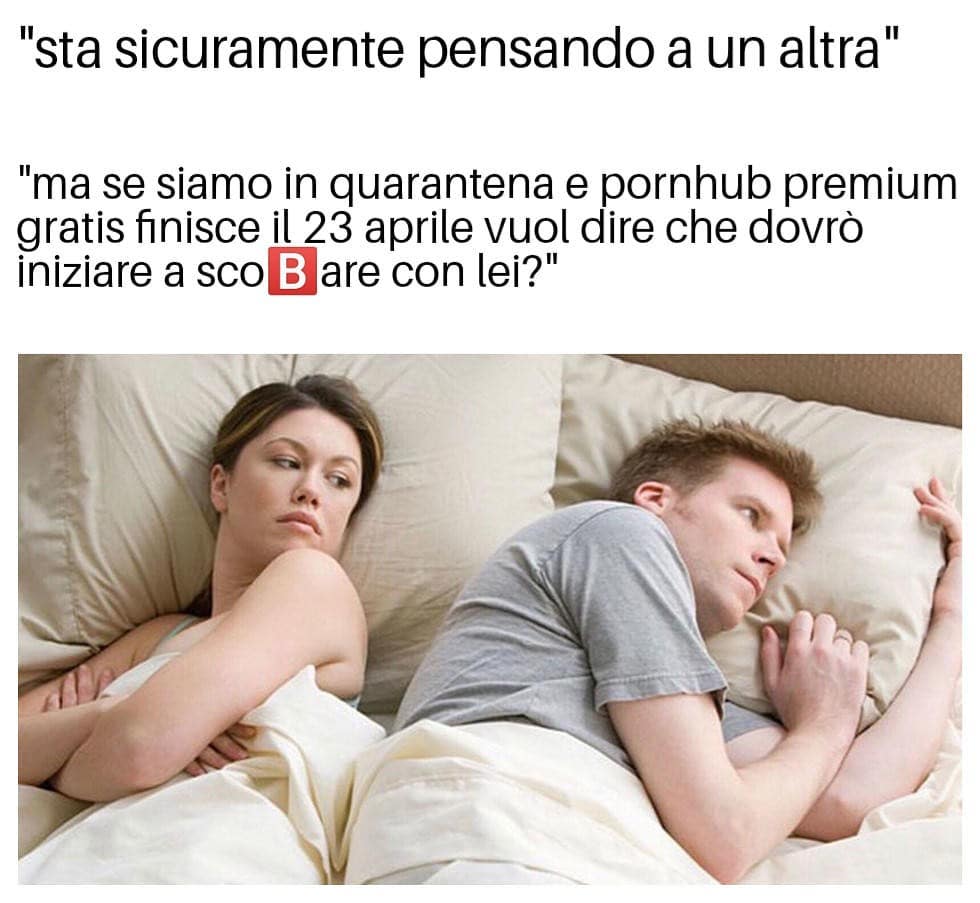 "sta sicuramente pensando a un altra"
"ma se siamo in quarantena e pornhub premium
gratis finisce il 23 aprile vuol dire che dovrò
iniziare a sco🅱️are con lei?"